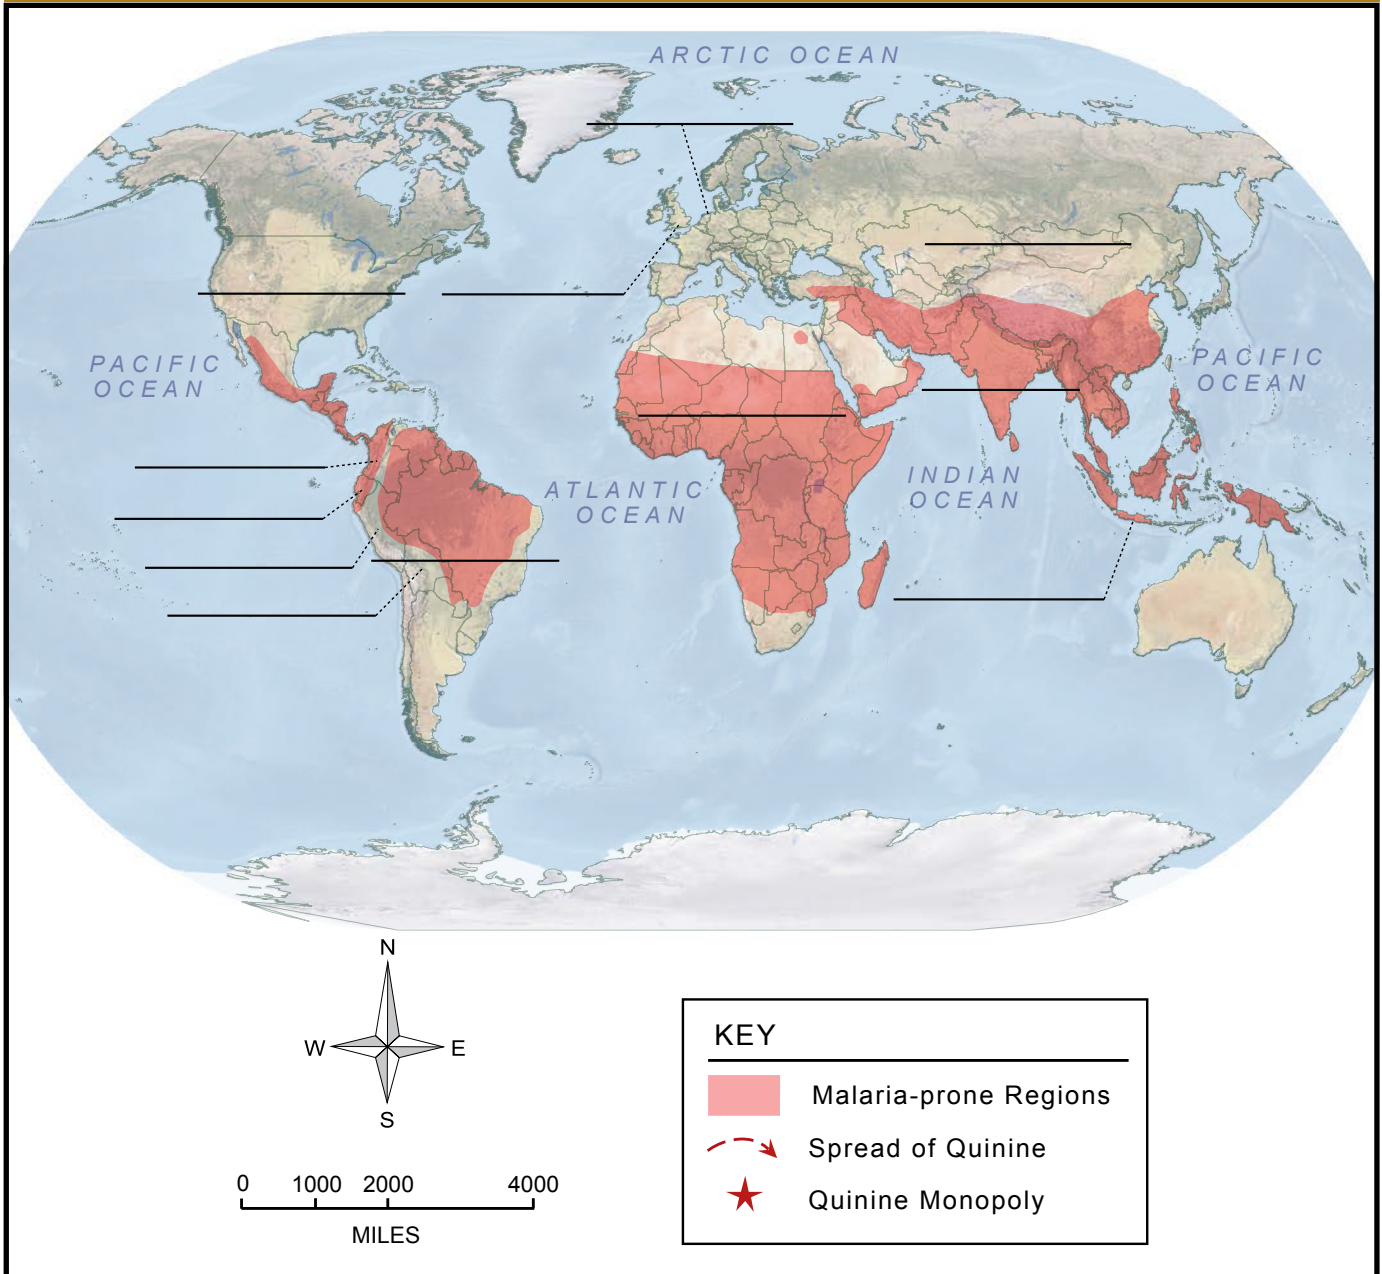 ARCTIC OCEAN
PACIFIC
OCEAN
PACIFIC
OCEAN
ATLANTIC
OCEAN
INDIAN
OCEAN
N
W
E
S
0 1000 2000 4000
MILES
KEY
Malaria-prone Regions
Spread of Quinine
Quinine Monopoly